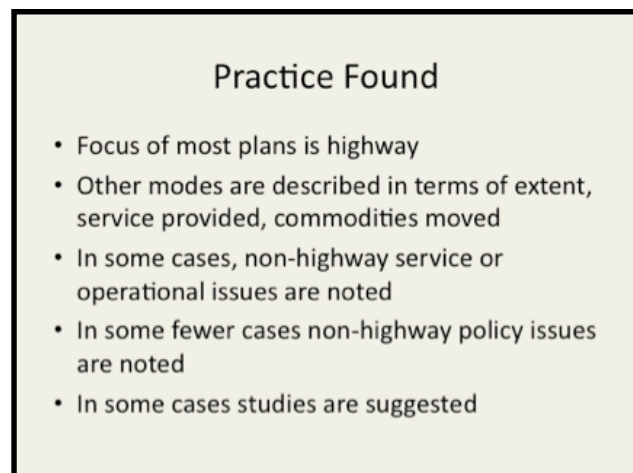 Practice Found
• Focus of most plans is highway
• Other modes are described in terms of extent,
service provided, commodities moved
• In some cases, non-highway service or
operational issues are noted
• In some fewer cases non-highway policy issues
are noted
• In some cases studies are suggested